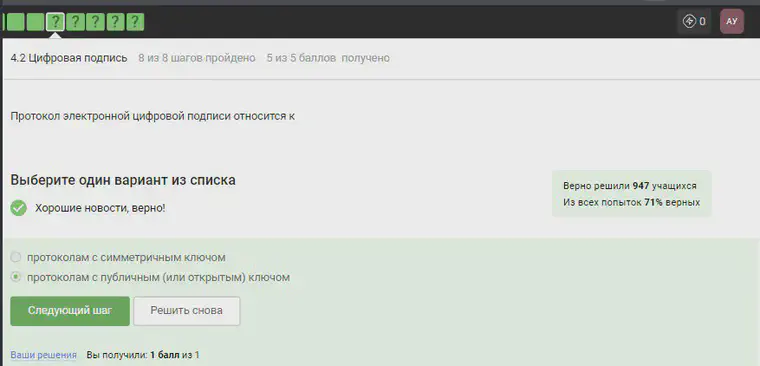 ? ? ? ? ?
0
АУ
4.2 Цифровая подпись 8 из 8 шагов пройдено 5 из 5 баллов получено
Протокол электронной цифровой подписи относится к
Выберите один вариант из списка
Хорошие новости, верно!
Верно решили 947 учащихся
Из всех попыток 71% верных
протоколам с симметричным ключом
протоколам с публичным (или открытым) ключом
Следующий шаг
Решить снова
Ваши решения Вы получили: 1 балл из 1